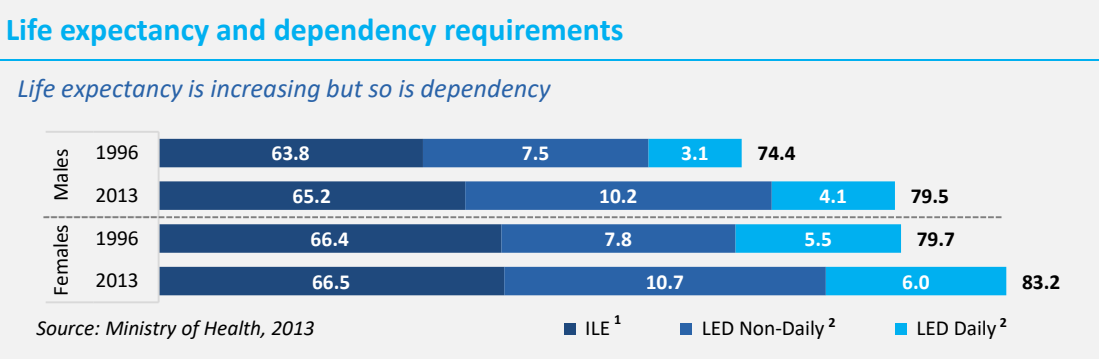 Life expectancy and dependency requirements
Life expectancy is increasing but so is dependency
Males
1996 63.8 7.5 3.1 74.4
2013 65.2 10.2 4.1 79.5
Females
1996 66.4 7.8 5.5 79.7
2013 66.5 10.7 6.0 83.2
Source: Ministry of Health, 2013
ILE 1 LED Non-Daily 2 LED Daily 2